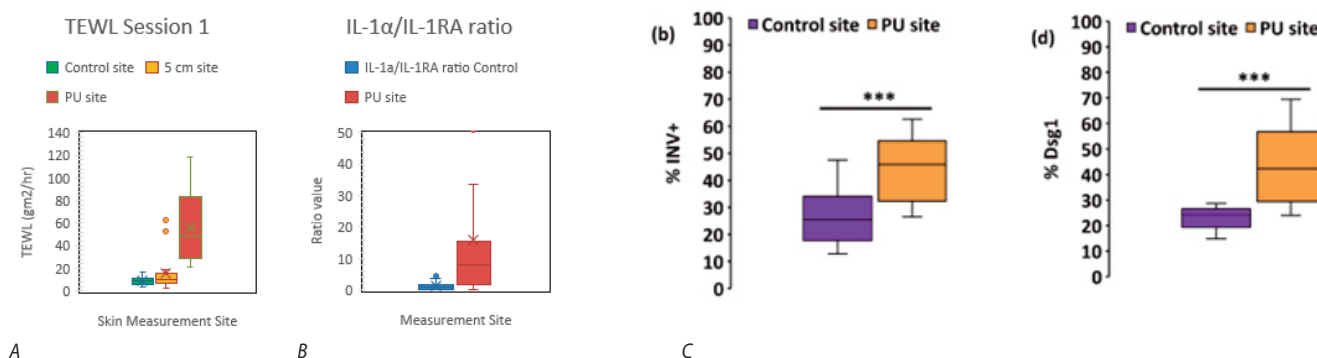 TEWL Session 1
Control site 5 cm site
PU site
TEWL (gm2/hr)
140
120
100
80
60
40
20
0
Skin Measurement Site
A
IL-1α/IL-1RA ratio
IL-1a/IL-1RA ratio Control
PU site
Ratio value
50
40
30
20
10
0
Measurement Site
B
(b)
Control site PU site
% INV+
100
90
80
70
60
50
40
30
20
10
0
***
C
(d)
Control site PU site
% Dsg1
100
90
80
70
60
50
40
30
20
10
0
***